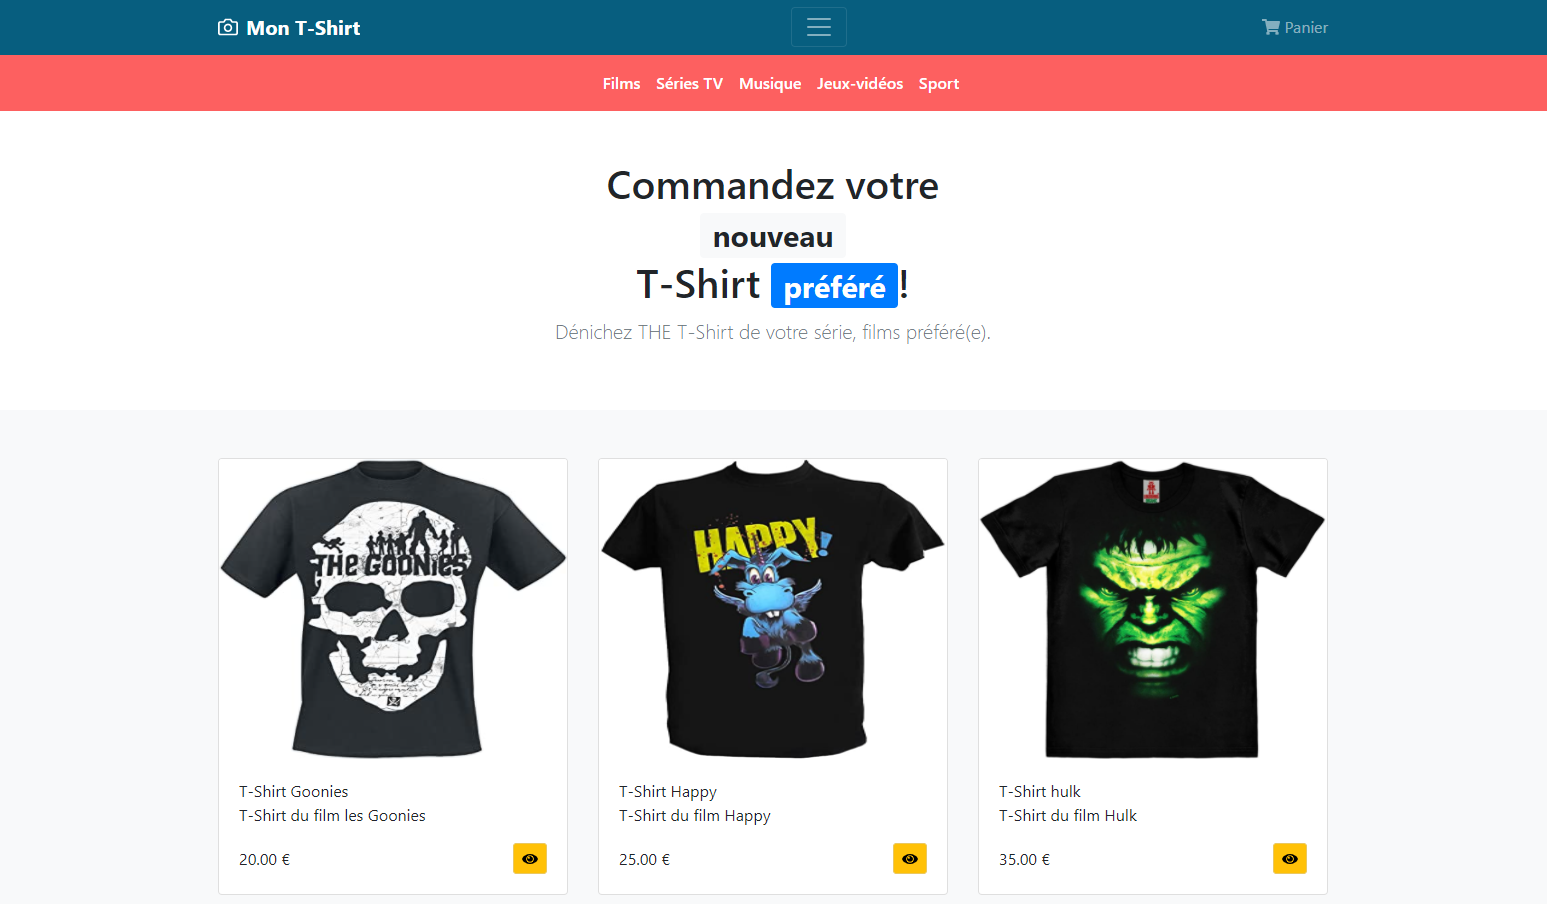 Mon T-Shirt
Panier
Films Séries TV Musique Jeux-vidéos Sport
Commandez votre
nouveau
T-Shirt préféré!
Dénichez THE T-Shirt de votre série, films préféré(e).
THE GOONIES
HAPPY!
T-Shirt Goonies
T-Shirt du film les Goonies
20.00 €
T-Shirt Happy
T-Shirt du film Happy
25.00 €
T-Shirt hulk
T-Shirt du film Hulk
35.00 €